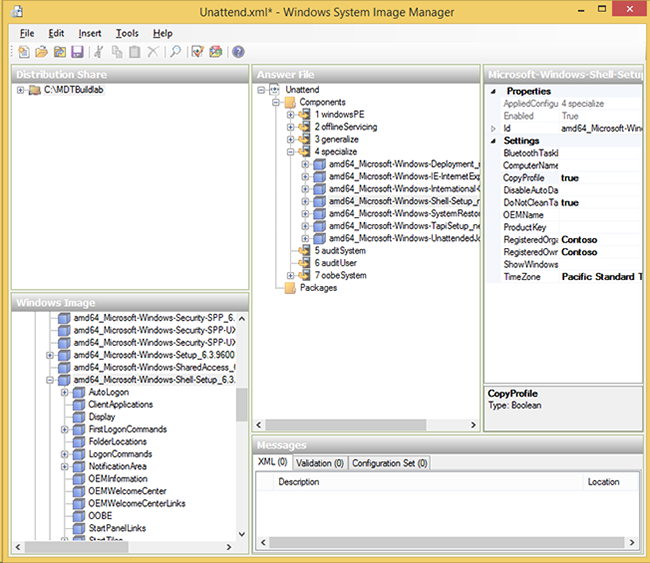 Unattend.xml* - Windows System Image Manager
File Edit Insert Tools Help
Distribution Share
C:\MDTBuildlab
Windows Image
amd64_Microsoft-Windows-Security-SPP_6.
amd64_Microsoft-Windows-Security-SPP-UX
amd64_Microsoft-Windows-Security-SPP-UX
amd64_Microsoft-Windows-Setup_6.3.9600
amd64_Microsoft-Windows-SharedAccess_
amd64_Microsoft-Windows-Shell-Setup_6.3.
AutoLogon
ClientApplications
Display
FirstLogonCommands
FolderLocations
LogonCommands
NotificationArea
OEMInformation
OEMWelcomeCenter
OEMWelcomeCenterLinks
OOBE
StartPanelLinks
StartTiles
Answer File
Unattend
Components
1 windowsPE
2 offlineServicing
3 generalize
4 specialize
amd64_Microsoft-Windows-Deployment_n
amd64_Microsoft-Windows-IE-InternetExp
amd64_Microsoft-Windows-International-C
amd64_Microsoft-Windows-Shell-Setup_ne
amd64_Microsoft-Windows-SystemRestor
amd64_Microsoft-Windows-TapiSetup_ne
amd64_Microsoft-Windows-UnattendedJo
5 auditSystem
6 auditUser
7 oobeSystem
Packages
Microsoft-Windows-Shell-Setup
Properties
AppliedConfigu 4 specialize
Enabled True
Id amd64_Microsoft-Win
Settings
BluetoothTaskI
ComputerName
CopyProfile true
DisableAutoDa
DoNotCleanTa true
OEMName
ProductKey
RegisteredOrga Contoso
RegisteredOwn Contoso
ShowWindows
TimeZone Pacific Standard T
CopyProfile
Type: Boolean
Messages
XML (0) Validation (0) Configuration Set (0)
Description Location